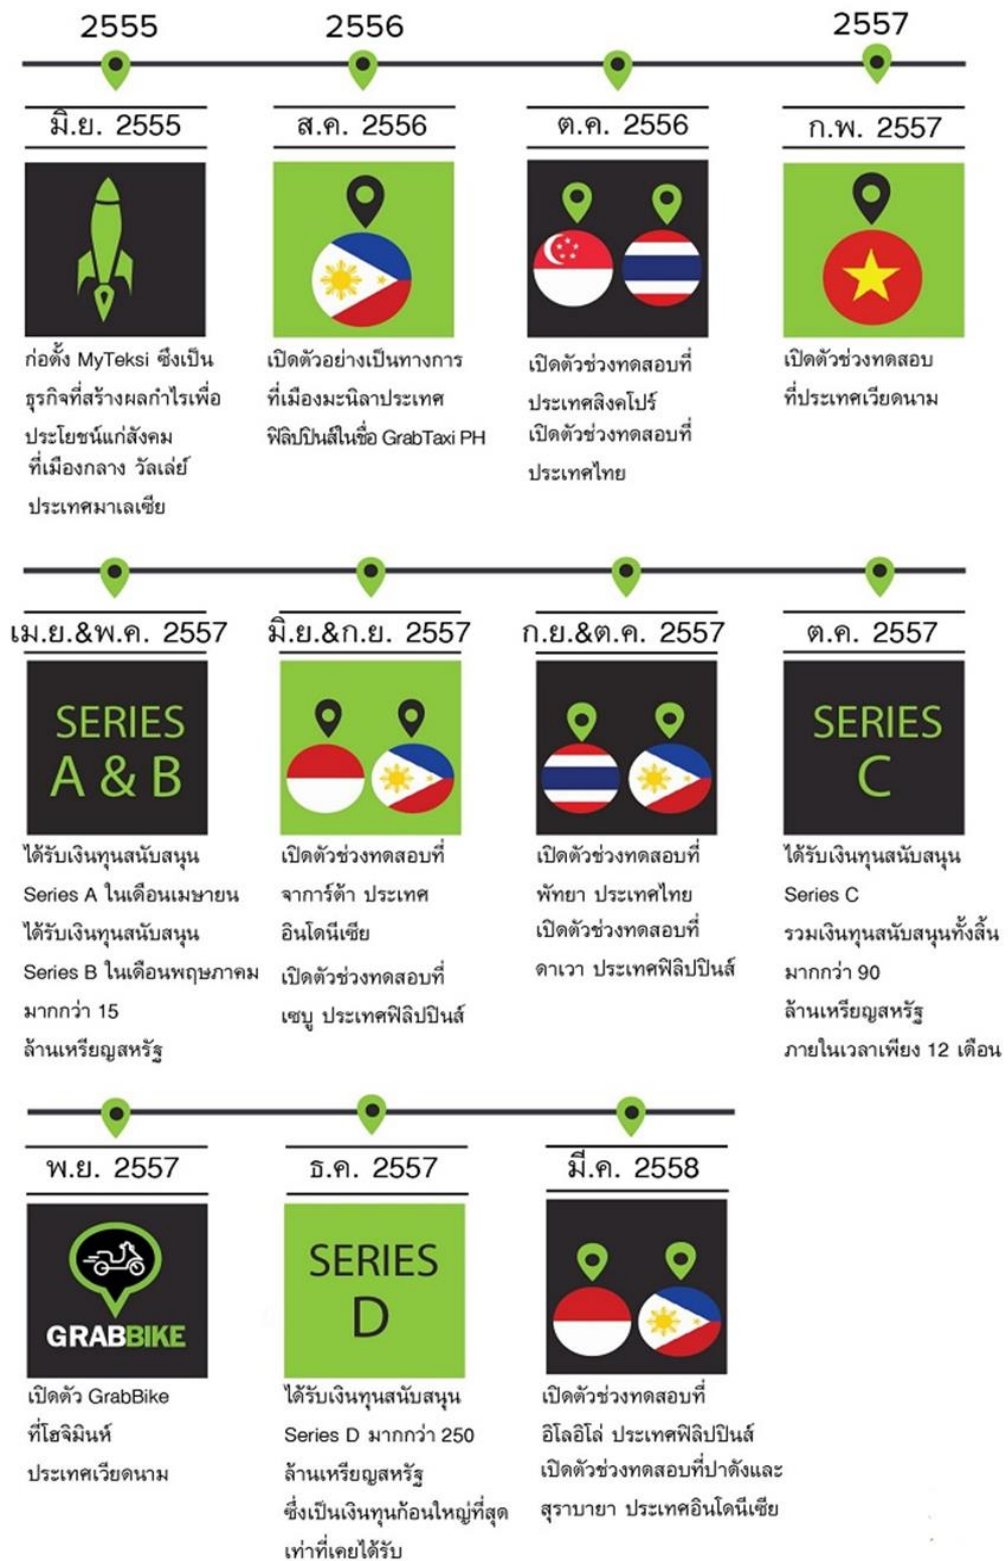 2555
2556
2557
มิ.ย. 2555
ส.ค. 2556
ต.ค. 2556
ก.พ. 2557
ก่อตั้ง MyTeksi ซึ่งเป็น
ธุรกิจที่สร้างผลกำไรเพื่อ
ประโยชน์แก่สังคม
ที่เมืองกลาง วัลเล่ย์
ประเทศมาเลเซีย
เปิดตัวอย่างเป็นทางการ
ที่เมืองมะนิลาประเทศ
ฟิลิปปินส์ในชื่อ GrabTaxi PH
เปิดตัวช่วงทดสอบที่
ประเทศสิงคโปร์
เปิดตัวช่วงทดสอบที่
ประเทศไทย
เปิดตัวช่วงทดสอบ
ที่ประเทศเวียดนาม
เม.ย.&พ.ค. 2557
มิ.ย.&ก.ย. 2557
ก.ย.&ต.ค. 2557
ต.ค. 2557
SERIES
A & B
SERIES
C
ได้รับเงินทุนสนับสนุน
Series A ในเดือนเมษายน
ได้รับเงินทุนสนับสนุน
Series B ในเดือนพฤษภาคม
มากกว่า 15
ล้านเหรียญสหรัฐ
เปิดตัวช่วงทดสอบที่
จาการ์ต้า ประเทศ
อินโดนีเซีย
เปิดตัวช่วงทดสอบที่
เซบู ประเทศฟิลิปปินส์
เปิดตัวช่วงทดสอบที่
พัทยา ประเทศไทย
เปิดตัวช่วงทดสอบที่
ดาเวา ประเทศฟิลิปปินส์
ได้รับเงินทุนสนับสนุน
Series C
รวมเงินทุนสนับสนุนทั้งสิ้น
มากกว่า 90
ล้านเหรียญสหรัฐ
ภายในเวลาเพียง 12 เดือน
พ.ย. 2557
ธ.ค. 2557
มี.ค. 2558
GRABBIKE
SERIES
D
เปิดตัว GrabBike
ที่โฮจิมินห์
ประเทศเวียดนาม
ได้รับเงินทุนสนับสนุน
Series D มากกว่า 250
ล้านเหรียญสหรัฐ
ซึ่งเป็นเงินทุนก้อนใหญ่ที่สุด
เท่าที่เคยได้รับ
เปิดตัวช่วงทดสอบที่
อิโลอิโล่ ประเทศฟิลิปปินส์
เปิดตัวช่วงทดสอบที่ปาดังและ
สุราบายา ประเทศอินโดนีเซีย